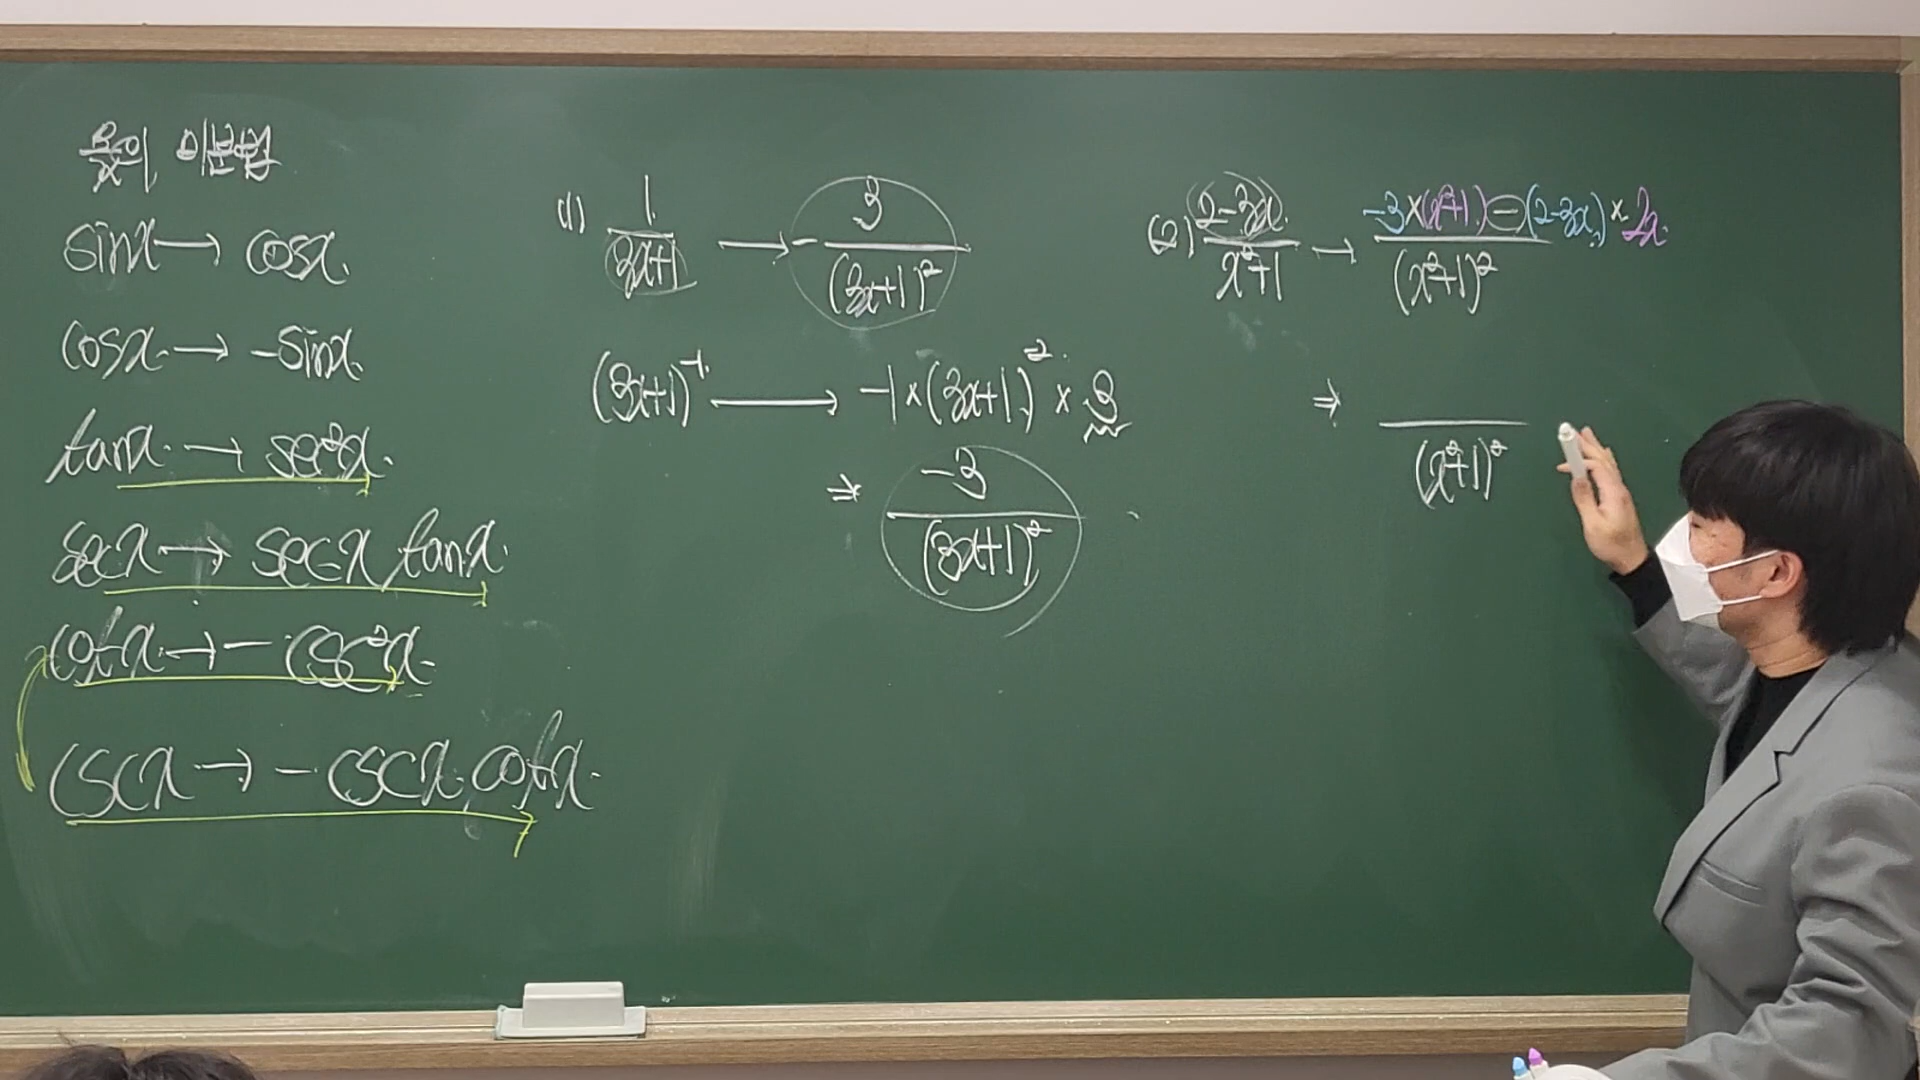 몫의 미분법
sinx → cosx
cosx → -sinx
tanx → sec²x
secx → secx tanx
cotx → -csc²x
cscx → -cscx cotx
(1) 1/(3x+1) → -3/(3x+1)²
(3x+1)⁻¹ → -1×(3x+1)⁻²×3
⇒ -3/(3x+1)²
(2) (2-3x)/(x²+1) → (-3×(x²+1)-(2-3x)×2x)/(x²+1)²
⇒ /(x²+1)²